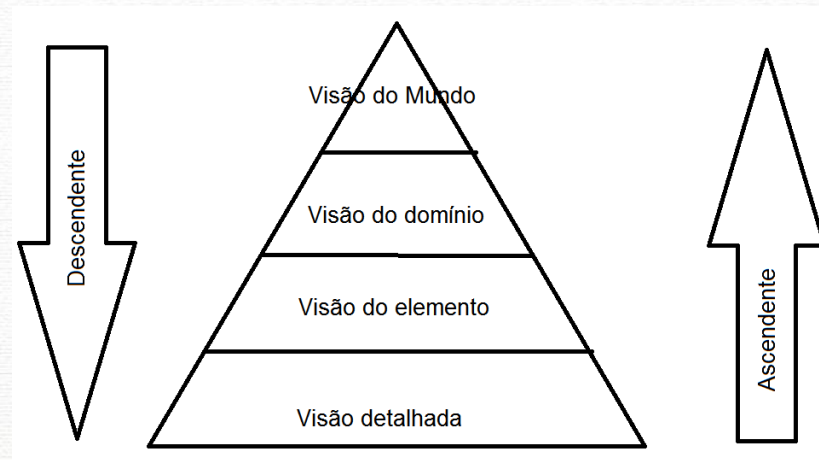 Descendente
Visão do Mundo
Visão do domínio
Visão do elemento
Visão detalhada
Ascendente